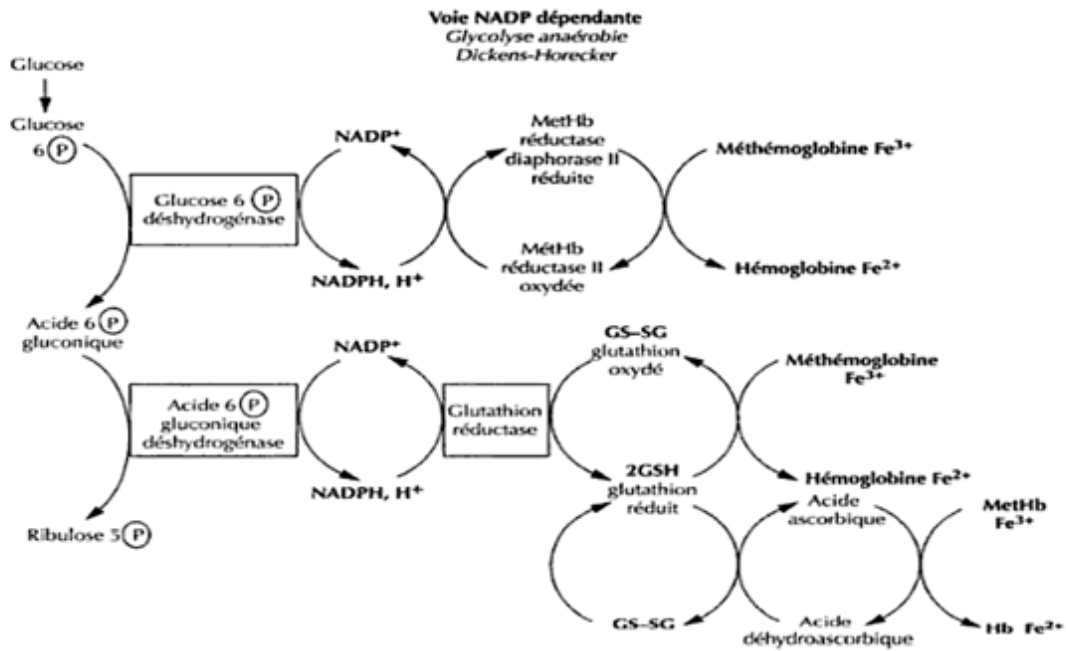 Voie NADP dépendante
Glycolyse anaérobie
Dickens-Horecker
Glucose
Glucose
6 P
Glucose 6 P
déshydrogénase
NADP+
NADPH, H+
MetHb
réductase
diaphorase II
réduite
MétHb
réductase II
oxydée
Méthémoglobine Fe3+
Hémoglobine Fe2+
Acide 6 P
gluconique
Acide 6 P
gluconique
déshydrogénase
NADP+
NADPH, H+
Glutathion
réductase
GS–SG
glutathion
oxydé
2GSH
glutathion
réduit
Méthémoglobine
Fe3+
Hémoglobine Fe2+
Acide
ascorbique
MetHb
Fe3+
Ribulose 5 P
GS–SG
Acide
déhydroascorbique
Hb Fe2+